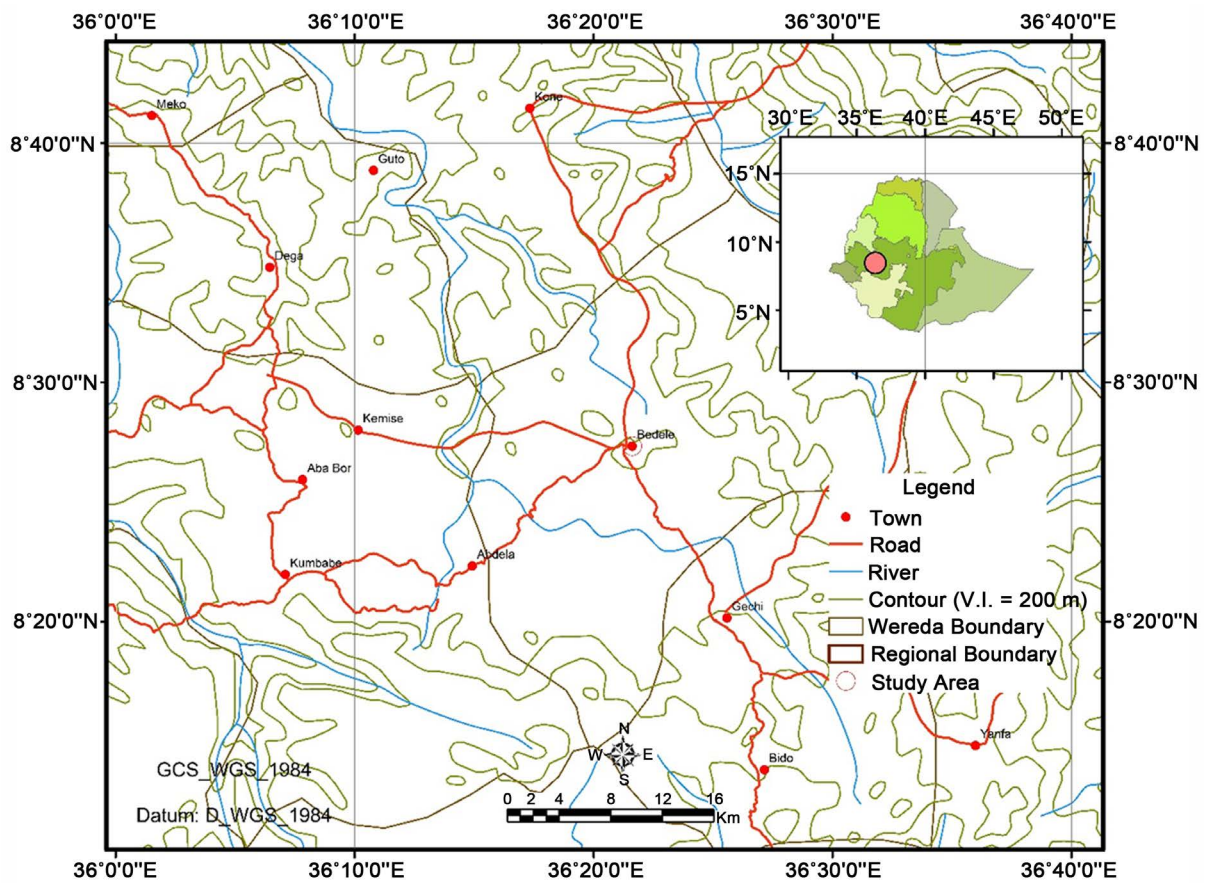 36°0'0"N 36°10'0"N 36°20'0"N 36°30'0"N 36°40'0"N
Meko
Kone
30°E 35°E 40°E 45°E 50°E
8°40'0"N
8°40'0"N
Guto
15°N
10°N
5°N
Dega
8°30'0"N
8°30'0"N
Kemise
Bedele
Aba Bor
Legend
Town
Road
River
Contour (V.I. = 200 m)
Wereda Boundary
Regional Boundary
Study Area
Abdela
Kumbabe
Gechi
8°20'0"N
8°20'0"N
N
W E
S
Yanfa
Bido
GCS_WGS_1984
Datum: D_WGS_1984
0 2 4 8 12 16
Km
36°0'0"N 36°10'0"N 36°20'0"N 36°30'0"N 36°40'0"N